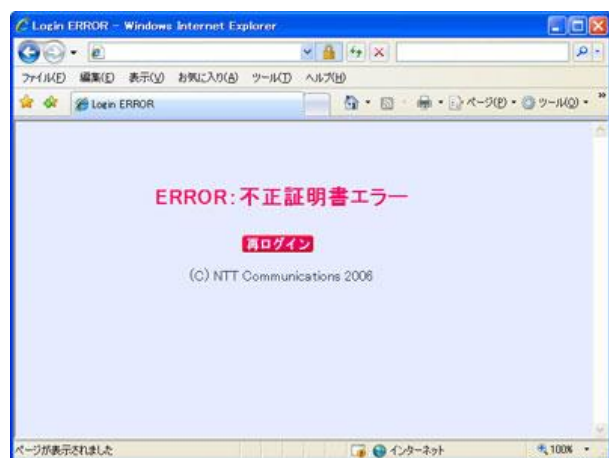 Login ERROR - Windows Internet Explorer
ファイル(F) 編集(E) 表示(V) お気に入り(A) ツール(T) ヘルプ(H)
Login ERROR ページ(P) ツール(O)
ERROR:不正証明書エラー
再ログイン
(C) NTT Communications 2006
ページが表示されました インターネット 100%